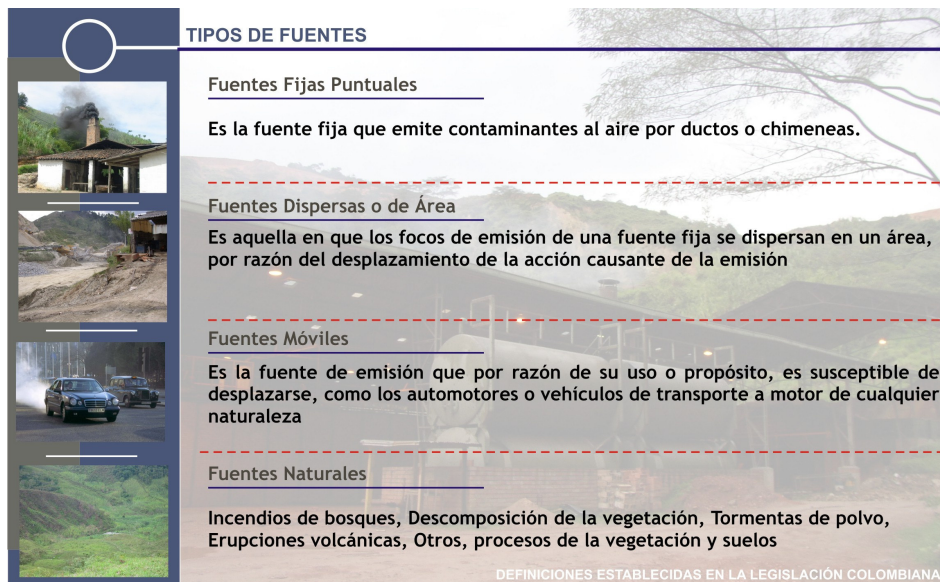 TIPOS DE FUENTES
Fuentes Fijas Puntuales
Es la fuente fija que emite contaminantes al aire por ductos o chimeneas.
Fuentes Dispersas o de Área
Es aquella en que los focos de emisión de una fuente fija se dispersan en un área,
por razón del desplazamiento de la acción causante de la emisión
Fuentes Móviles
Es la fuente de emisión que por razón de su uso o propósito, es susceptible de
desplazarse, como los automotores o vehículos de transporte a motor de cualquier
naturaleza
Fuentes Naturales
Incendios de bosques, Descomposición de la vegetación, Tormentas de polvo,
Erupciones volcánicas, Otros, procesos de la vegetación y suelos
DEFINICIONES ESTABLECIDAS EN LA LEGISLACIÓN COLOMBIANA